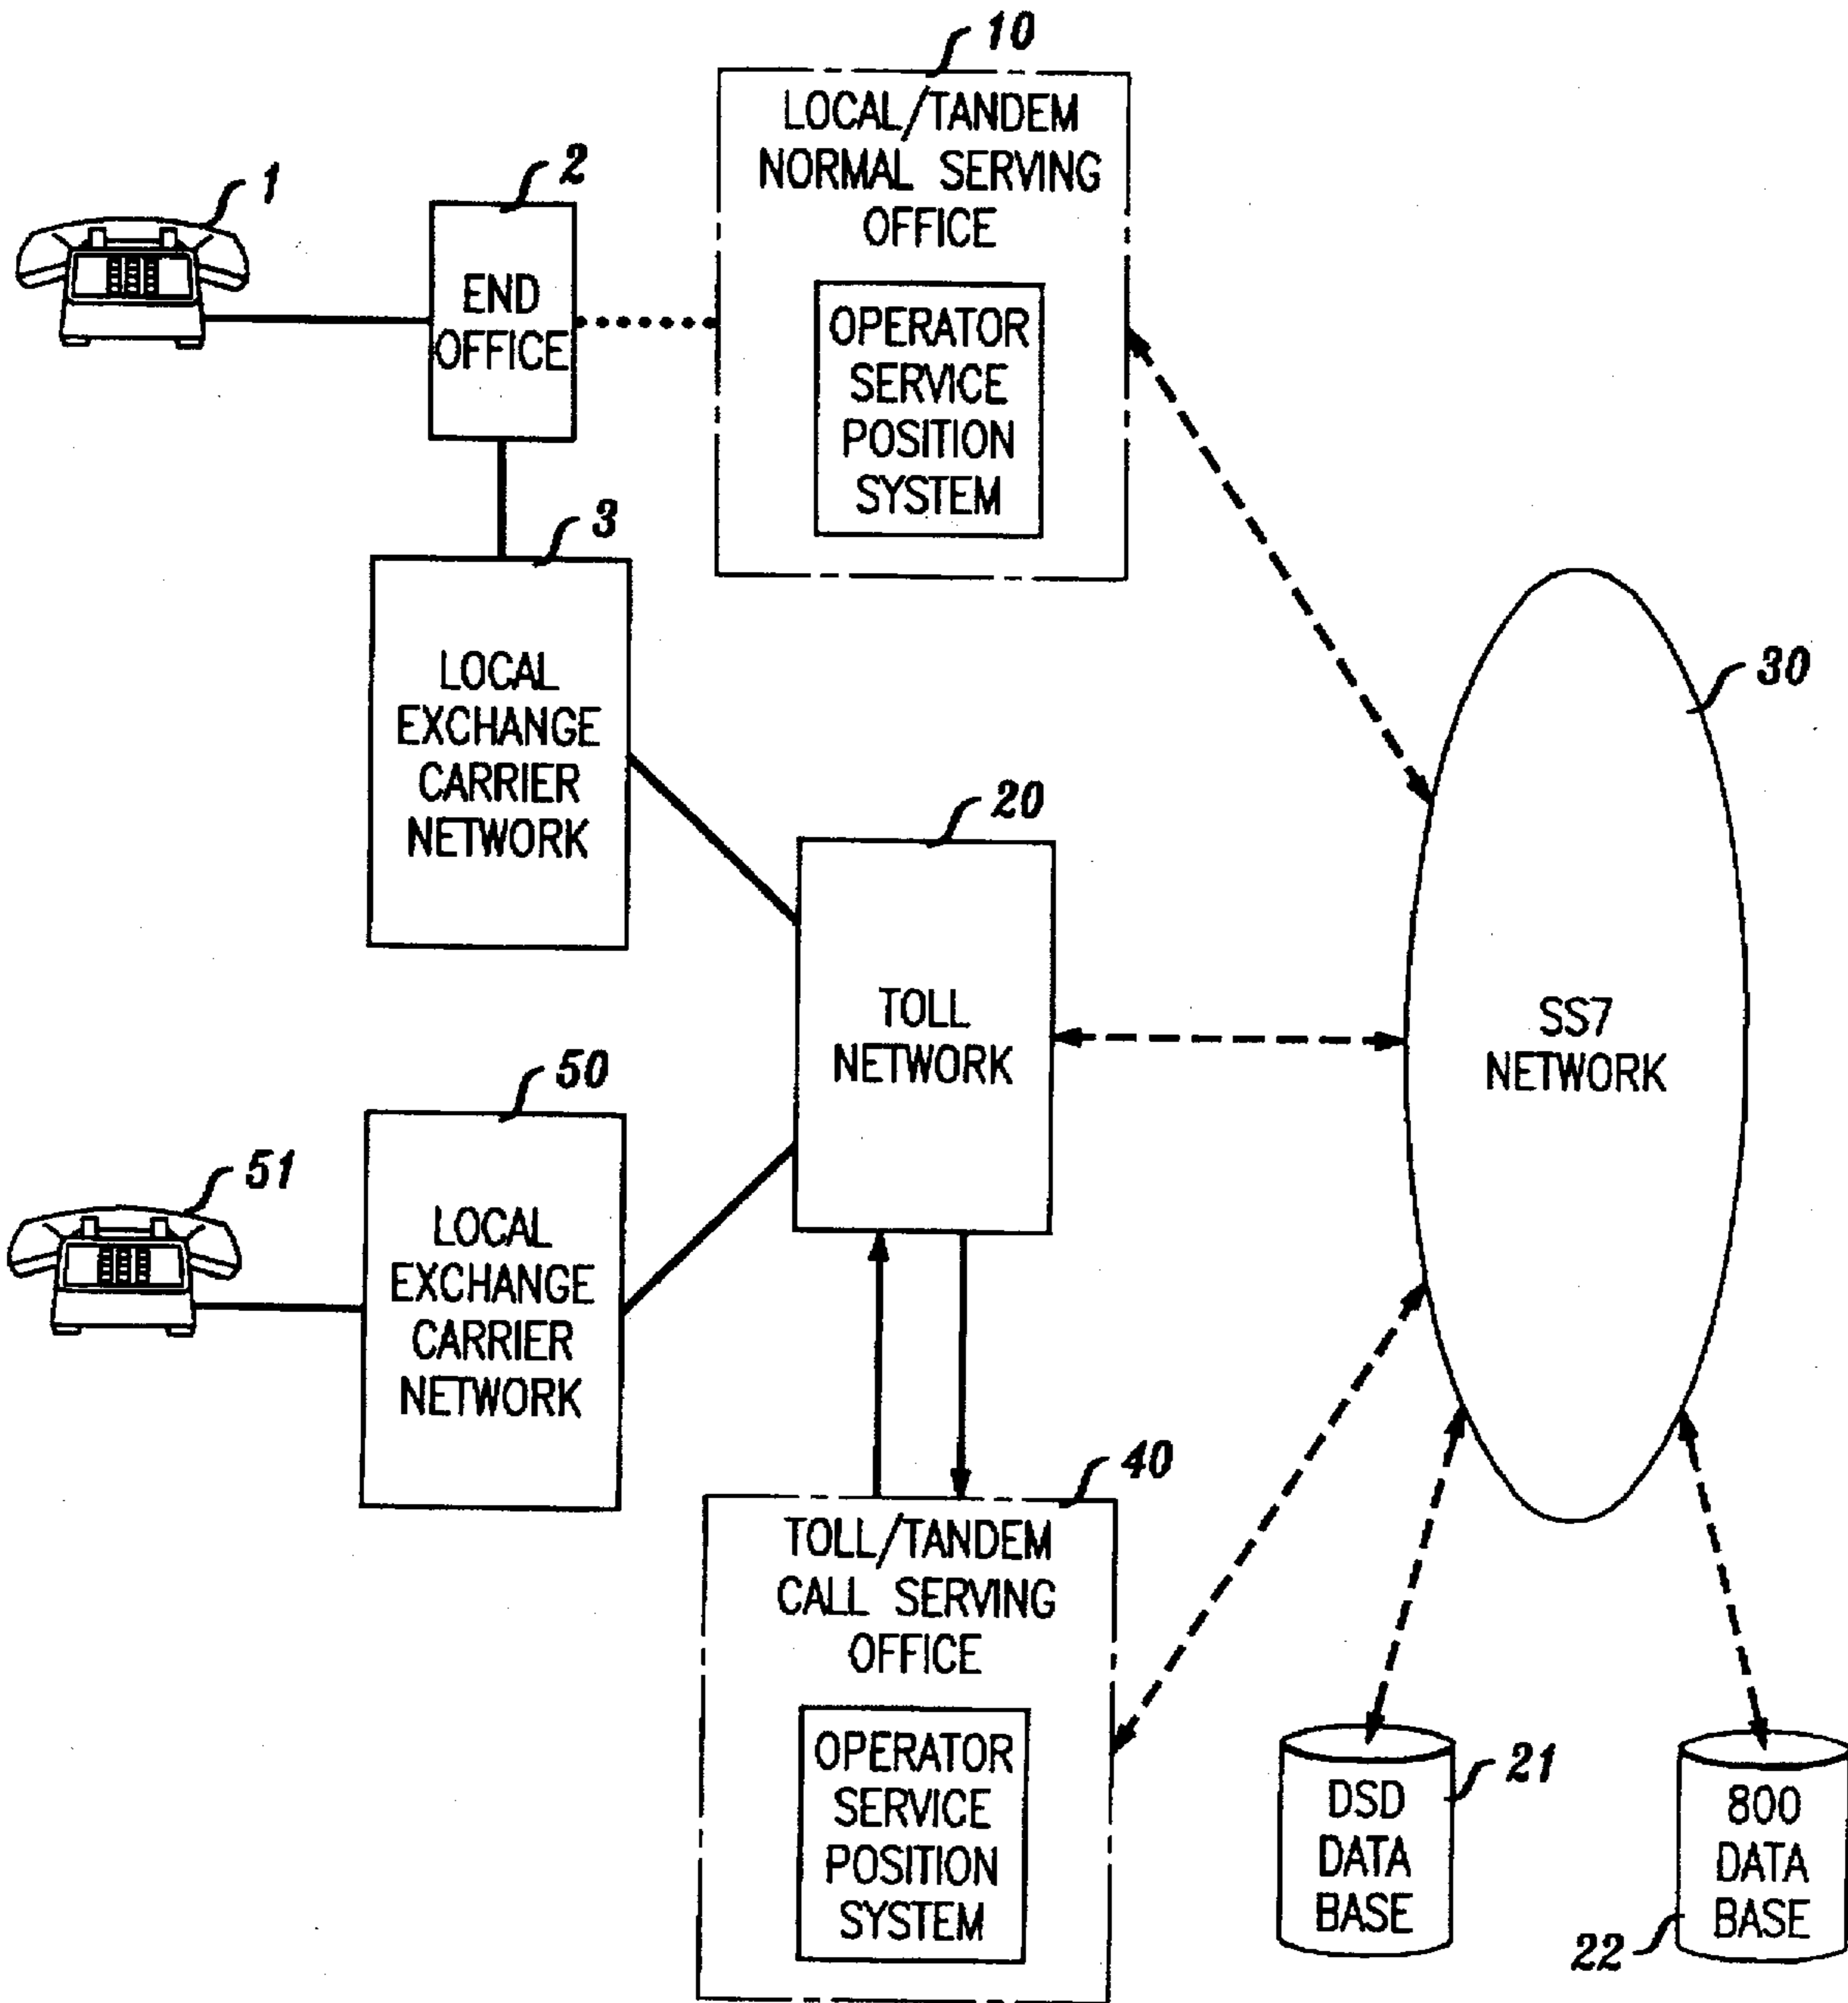 10
LOCAL/TANDEM
NORMAL SERVING
OFFICE
OPERATOR
SERVICE
POSITION
SYSTEM
1
2
END
OFFICE
3
LOCAL
EXCHANGE
CARRIER
NETWORK
20
TOLL
NETWORK
30
SS7
NETWORK
50
LOCAL
EXCHANGE
CARRIER
NETWORK
51
40
TOLL/TANDEM
CALL SERVING
OFFICE
OPERATOR
SERVICE
POSITION
SYSTEM
21
DSD
DATA
BASE
22
800
DATA
BASE